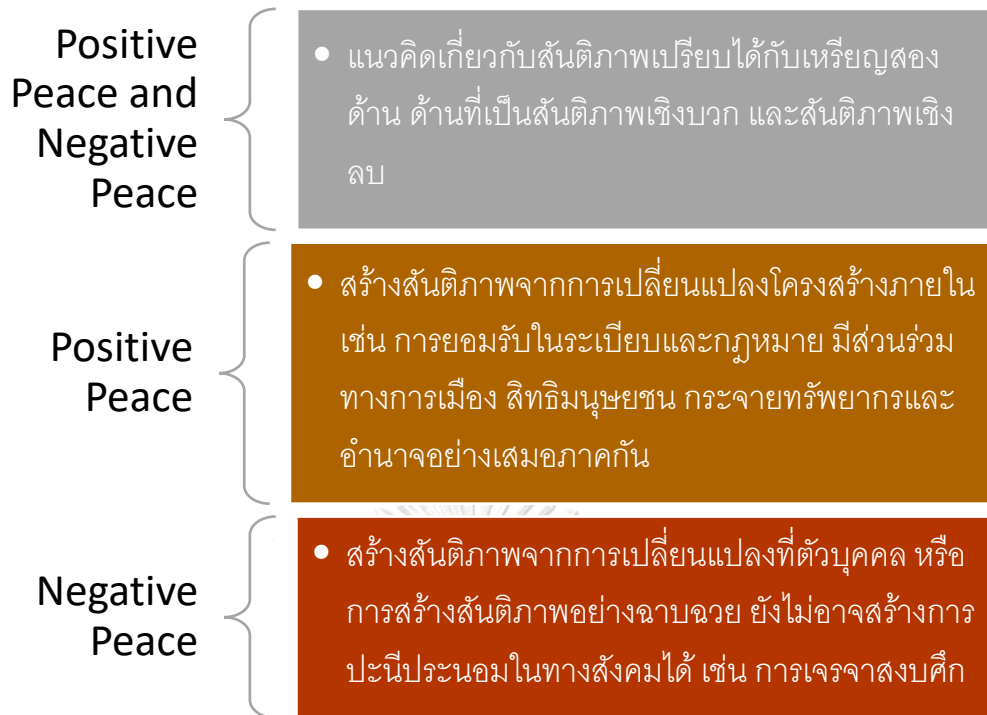 Positive
Peace and
Negative
Peace
• แนวคิดเกี่ยวกับสันติภาพเปรียบได้กับเหรียญสอง
ด้าน ด้านที่เป็นสันติภาพเชิงบวก และสันติภาพเชิง
ลบ
Positive
Peace
• สร้างสันติภาพจากการเปลี่ยนแปลงโครงสร้างภายใน
เช่น การยอมรับในระเบียบและกฎหมาย มีส่วนร่วม
ทางการเมือง สิทธิมนุษยชน กระจายทรัพยากรและ
อำนาจอย่างเสมอภาคกัน
Negative
Peace
• สร้างสันติภาพจากการเปลี่ยนแปลงที่ตัวบุคคล หรือ
การสร้างสันติภาพอย่างฉาบฉวย ยังไม่อาจสร้างการ
ปะนีประนอมในทางสังคมได้ เช่น การเจรจาสงบศึก